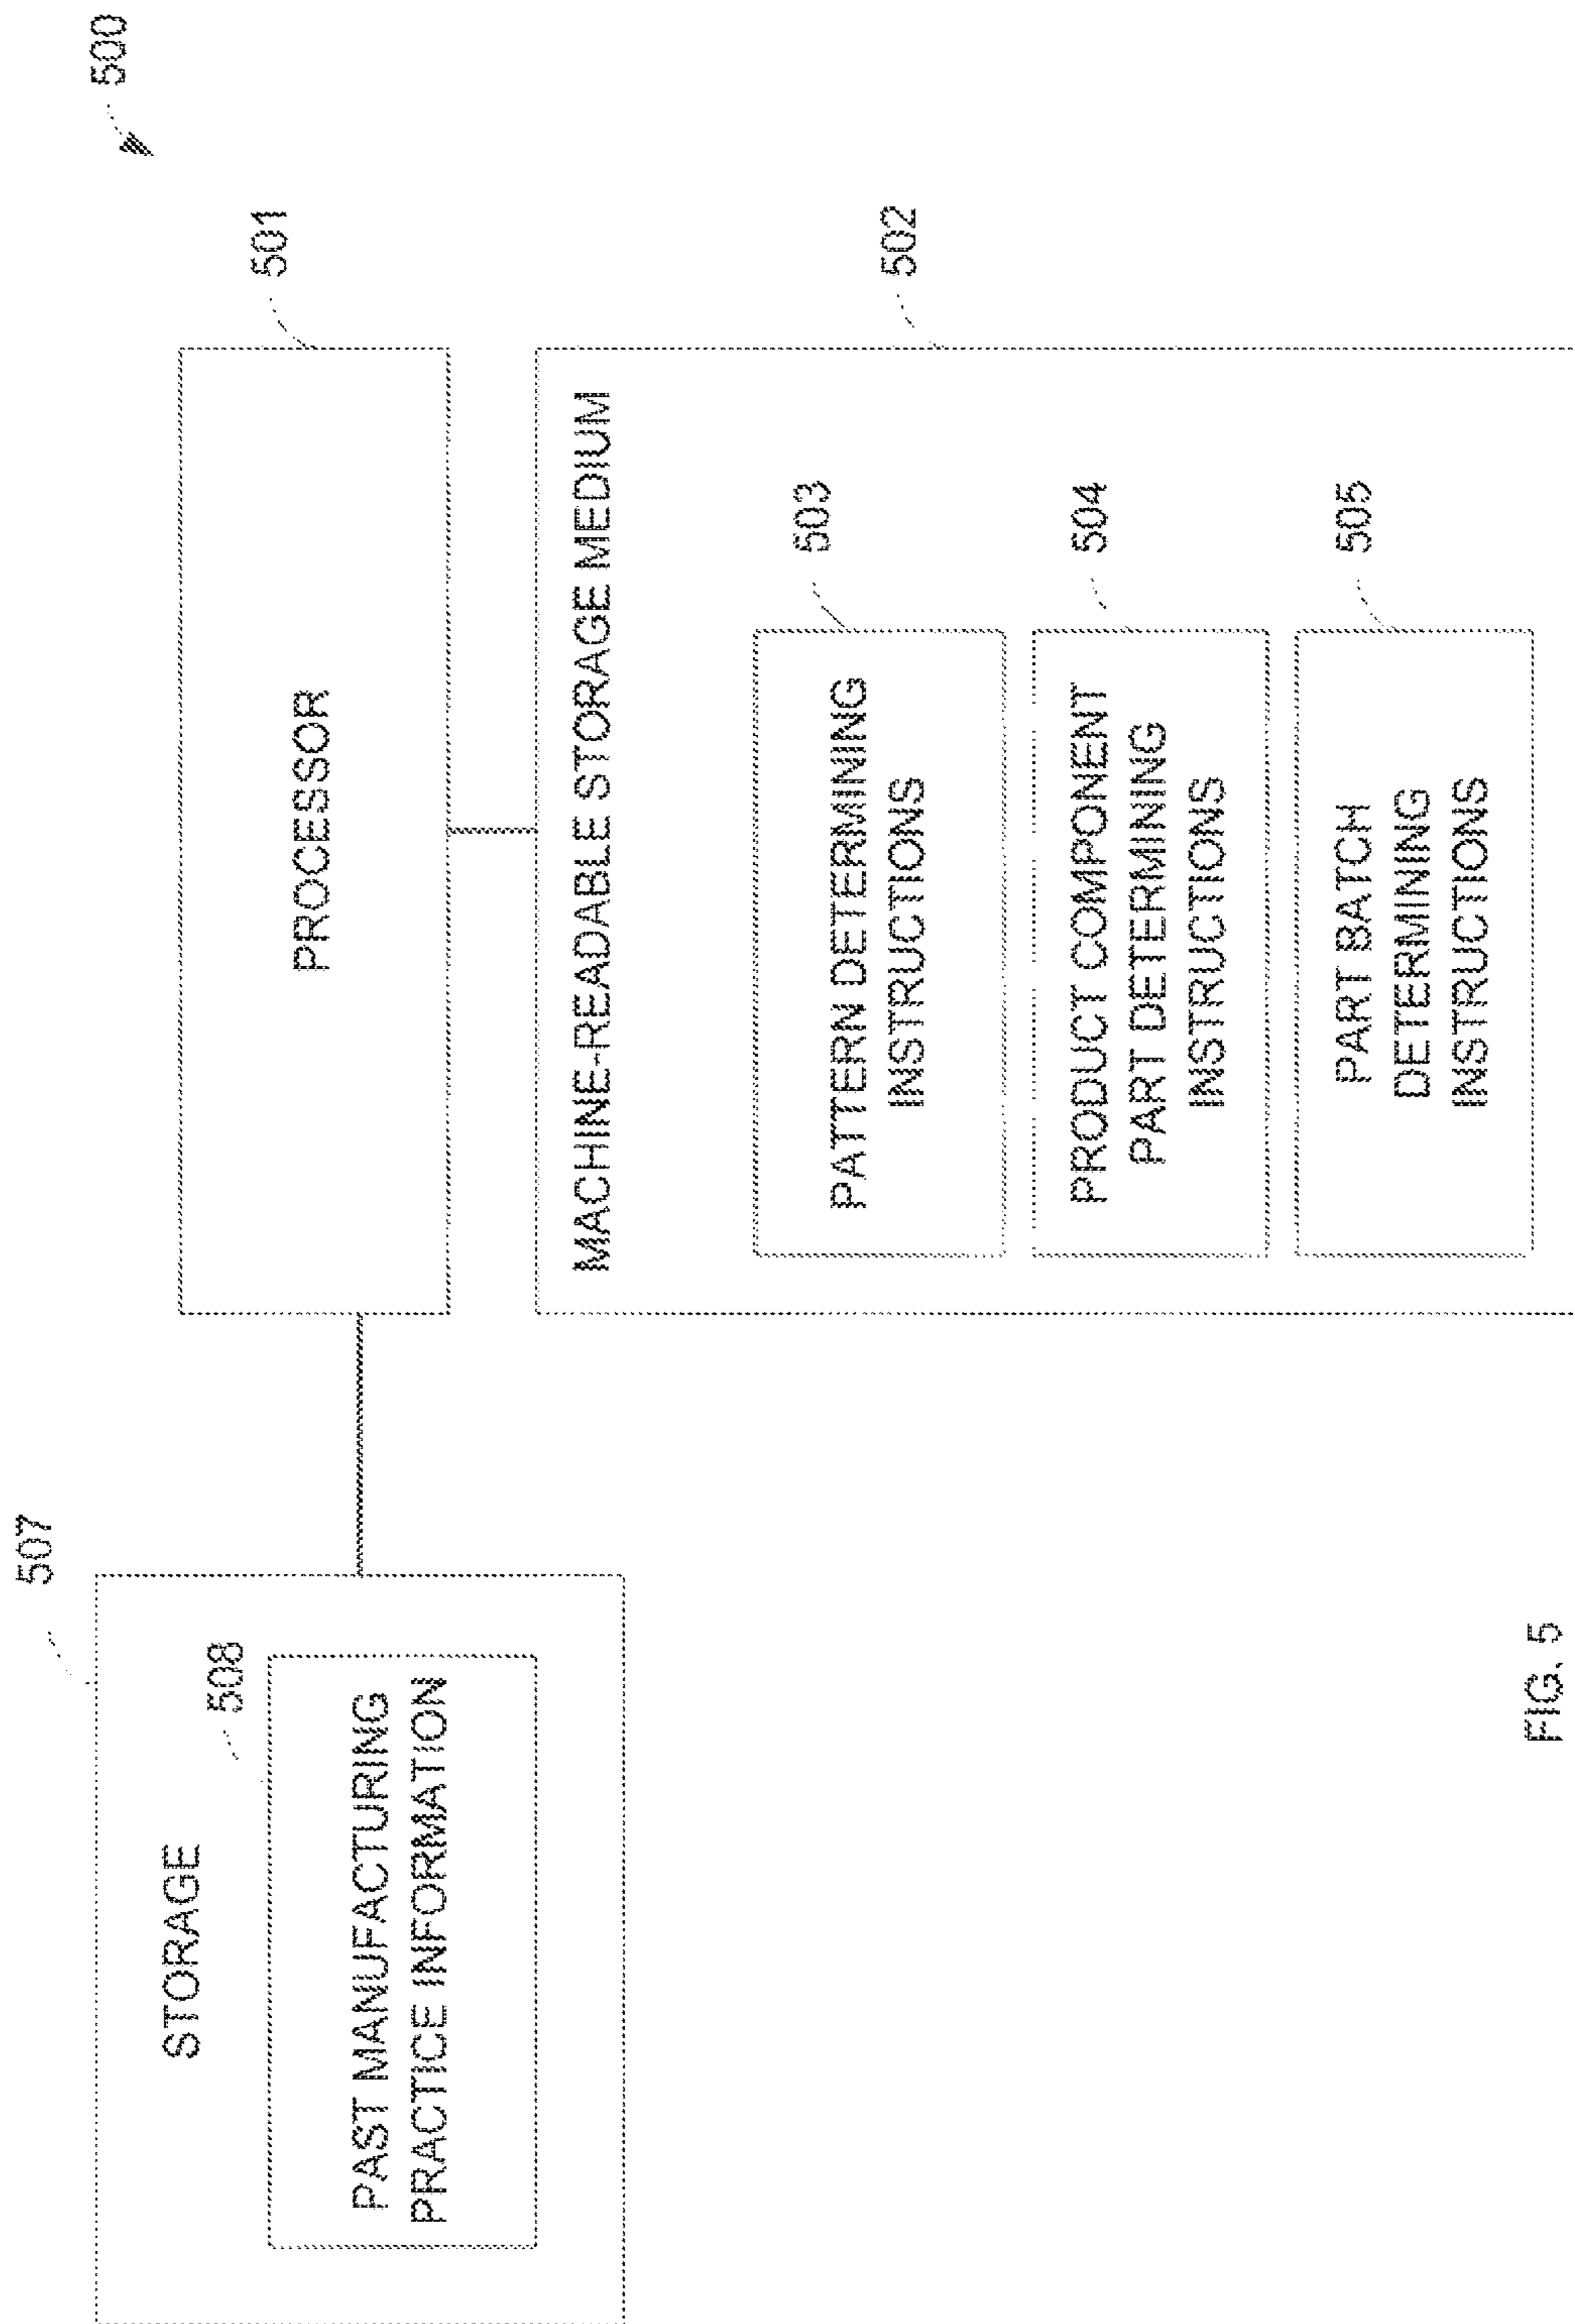 500
507
STORAGE
508
PAST MANUFACTURING
PRACTICE INFORMATION
501
PROCESSOR
502
MACHINE-READABLE STORAGE MEDIUM
503
PATTERN DETERMINING
INSTRUCTIONS
504
PRODUCT COMPONENT
PART DETERMINING
INSTRUCTIONS
505
PART BATCH
DETERMINING
INSTRUCTIONS
FIG. 5